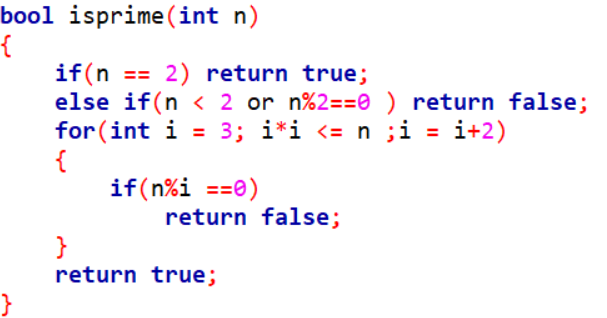 bool isprime(int n)
{
    if(n == 2) return true;
    else if(n < 2 or n%2==0 ) return false;
    for(int i = 3; i*i <= n ;i = i+2)
    {
        if(n%i ==0)
            return false;
    }
    return true;
}